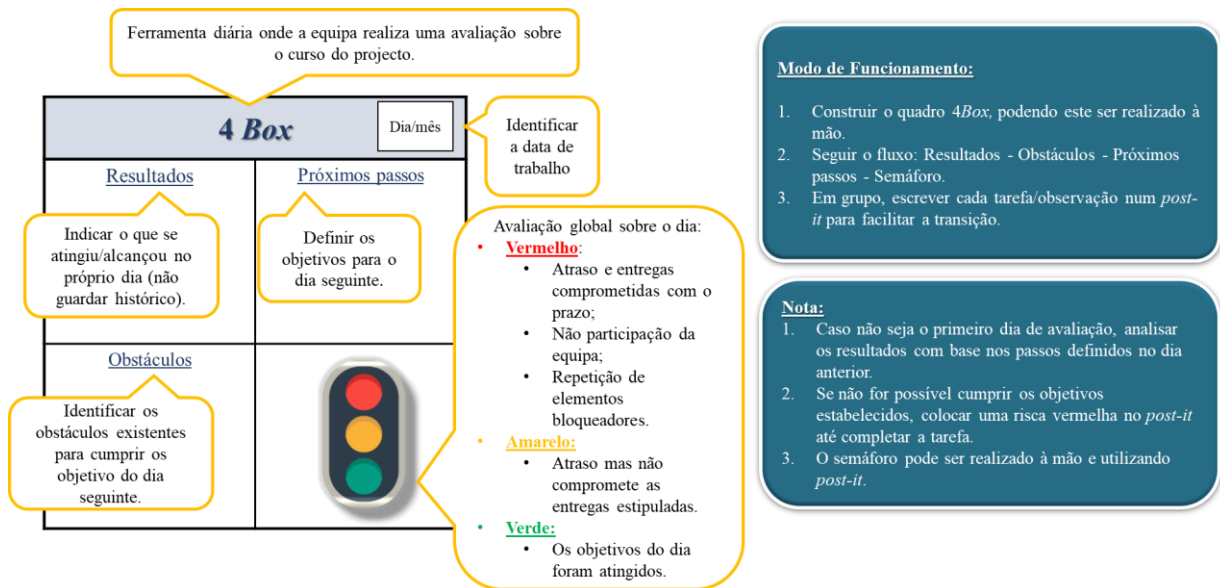 Ferramenta diária onde a equipa realiza uma avaliação sobre
o curso do projecto.
4 Box
Dia/mês
Identificar
a data de
trabalho
Resultados
Indicar o que se
atingiu/alcançou no
próprio dia (não
guardar histórico).
Próximos passos
Definir os
objetivos para o
dia seguinte.
Obstáculos
Identificar os
obstáculos existentes
para cumprir os
objetivo do dia
seguinte.
Avaliação global sobre o dia:
• Vermelho:
• Atraso e entregas
comprometidas com o
prazo;
• Não participação da
equipa;
• Repetição de
elementos
bloqueadores.
• Amarelo:
• Atraso mas não
compromete as
entregas estipuladas.
• Verde:
• Os objetivos do dia
foram atingidos.
Modo de Funcionamento:
1. Construir o quadro 4Box, podendo este ser realizado à
mão.
2. Seguir o fluxo: Resultados - Obstáculos - Próximos
passos - Semáforo.
3. Em grupo, escrever cada tarefa/observação num post-
it para facilitar a transição.
Nota:
1. Caso não seja o primeiro dia de avaliação, analisar
os resultados com base nos passos definidos no dia
anterior.
2. Se não for possível cumprir os objetivos
estabelecidos, colocar uma risca vermelha no post-it
até completar a tarefa.
3. O semáforo pode ser realizado à mão e utilizando
post-it.